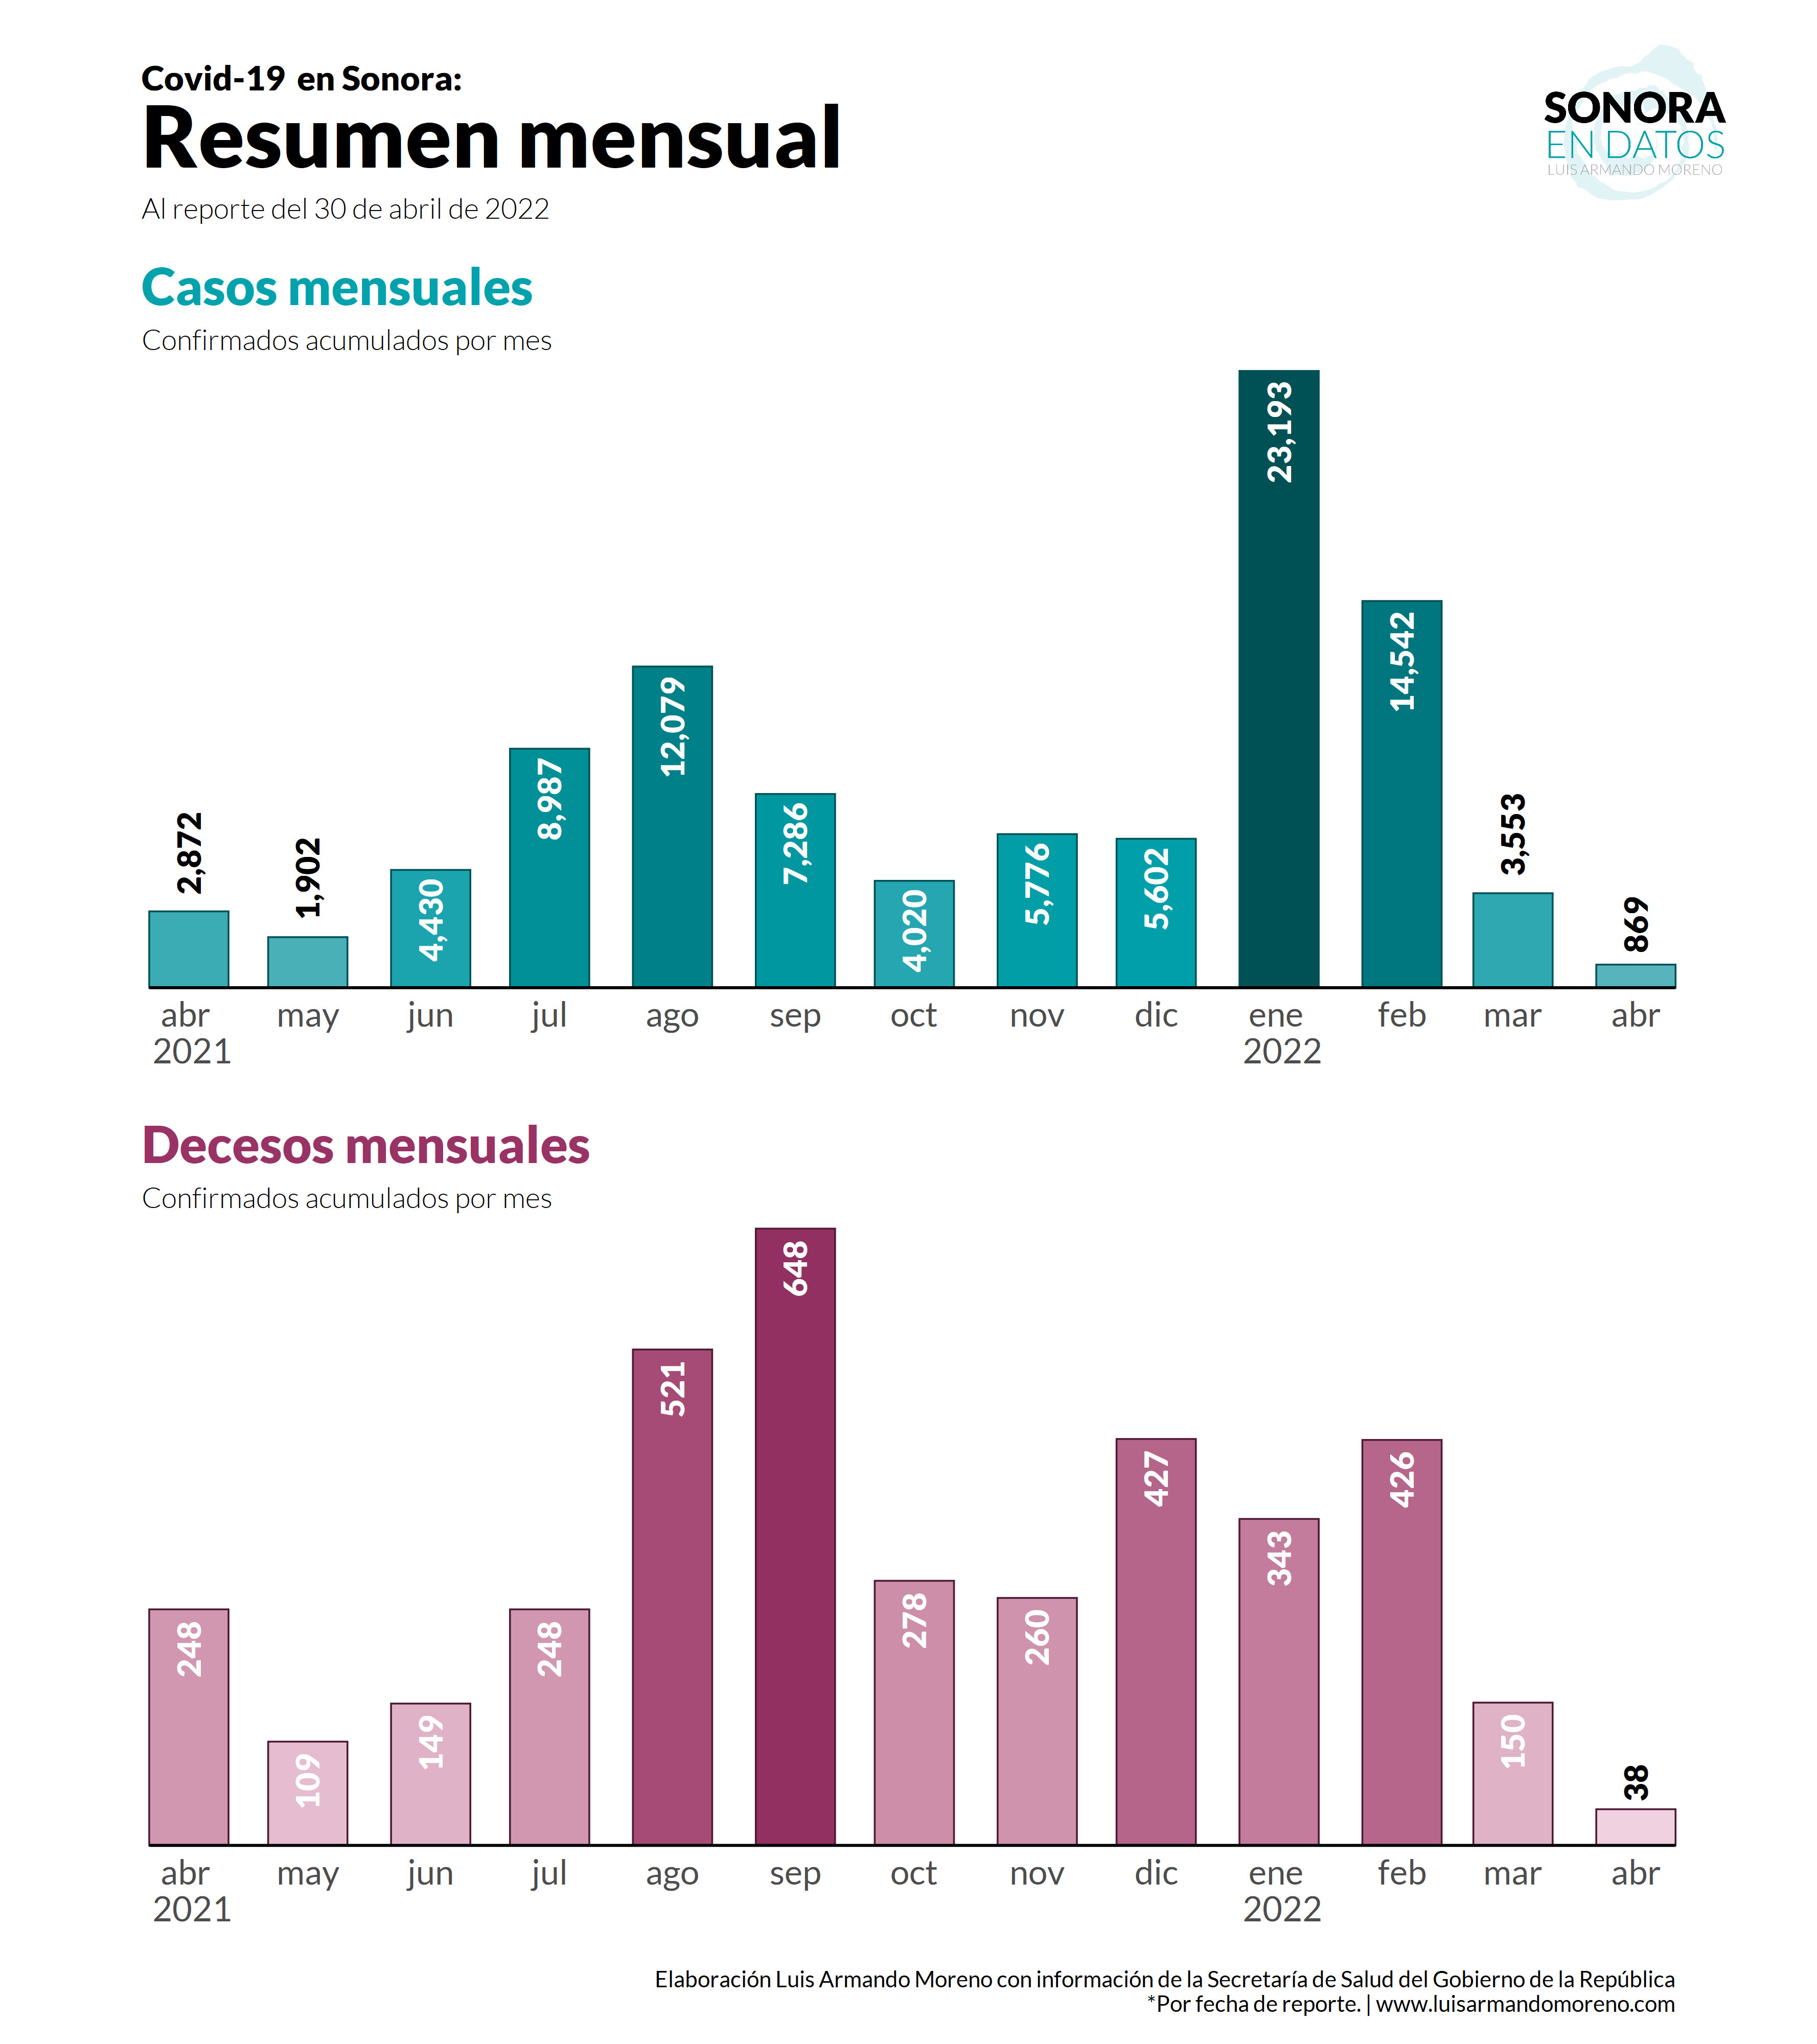 Covid-19 en Sonora:
Resumen mensual
Al reporte del 30 de abril de 2022
SONORA
EN DATOS
LUIS ARMANDO MORENO
Casos mensuales
Confirmados acumulados por mes
2,872
1,902
4,430
8,987
12,079
7,286
4,020
5,776
5,602
23,193
14,542
3,553
869
abr may jun jul ago sep oct nov dic ene feb mar abr
2021 2022
Decesos mensuales
Confirmados acumulados por mes
248
109
149
248
521
648
278
260
427
343
426
150
38
abr may jun jul ago sep oct nov dic ene feb mar abr
2021 2022
Elaboración Luis Armando Moreno con información de la Secretaría de Salud del Gobierno de la República
*Por fecha de reporte. | www.luisarmandomoreno.com